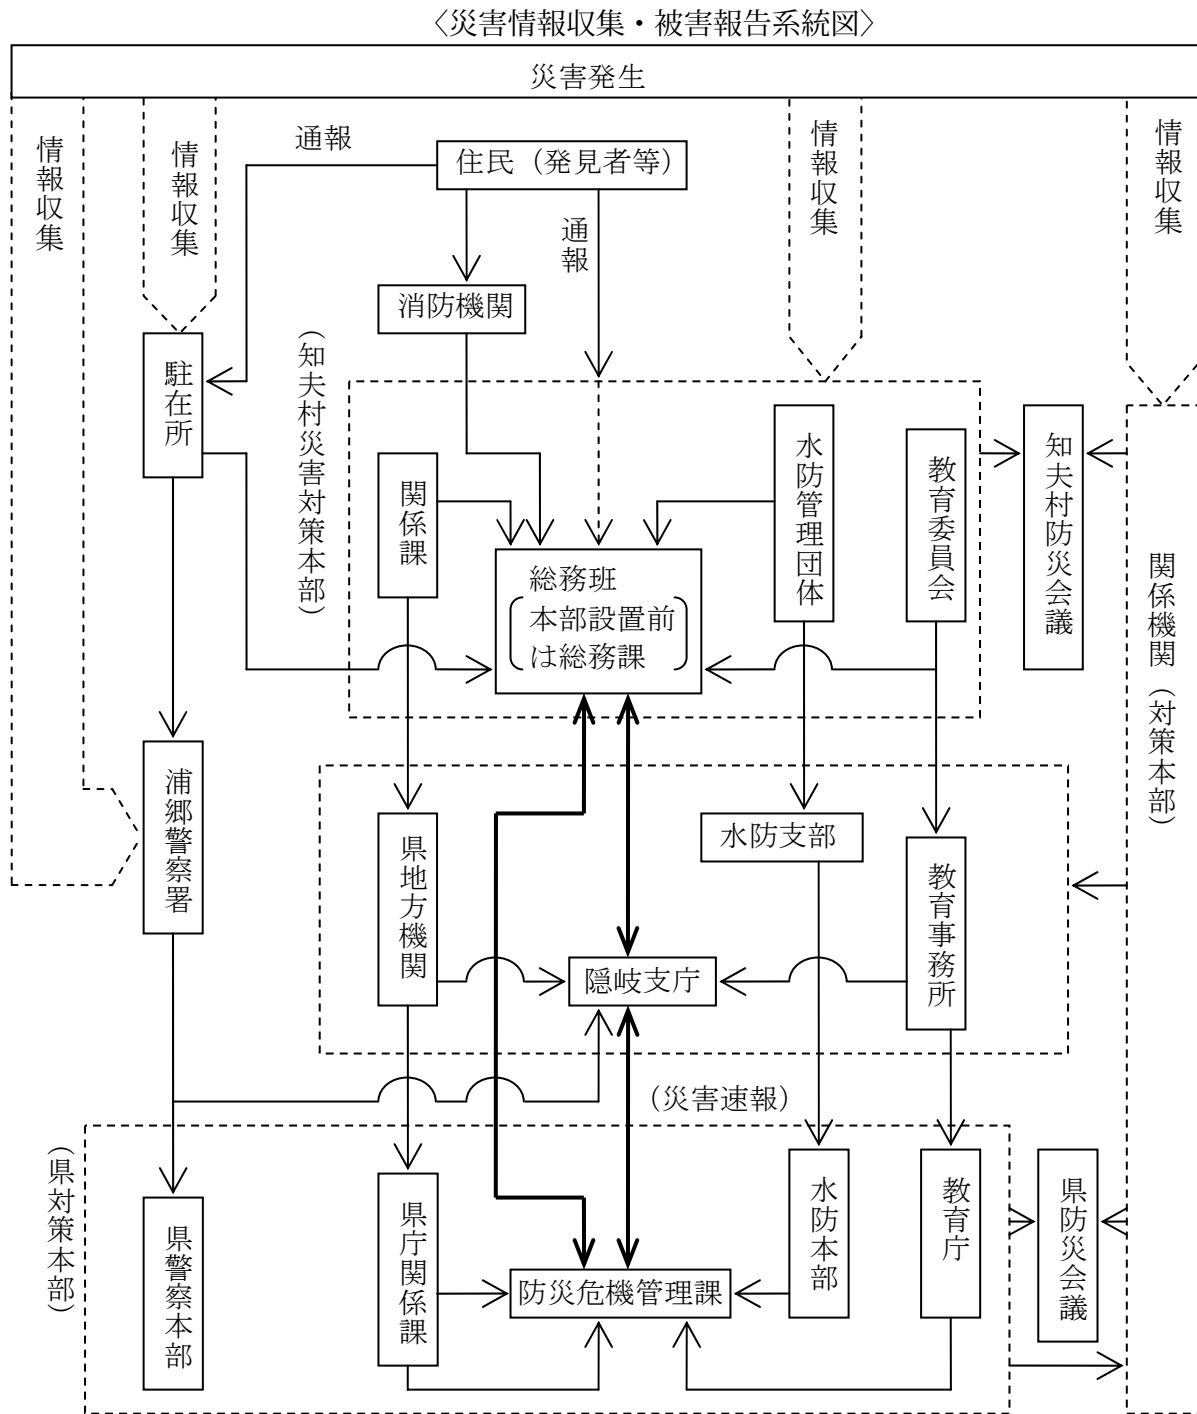 〈災害情報収集・被害報告系統図〉
災害発生
情報収集
情報収集
通報
住民（発見者等）
通報
情報収集
情報収集
消防機関
駐在所
（知夫村災害対策本部）
関係課
水防管理団体
教育委員会
知夫村防災会議
関係機関（対策本部）
総務班
本部設置前
は総務課
浦郷警察署
県地方機関
水防支部
教育事務所
隠岐支庁
（災害速報）
（県対策本部）
県警察本部
県庁関係課
防災危機管理課
水防本部
教育庁
県防災会議